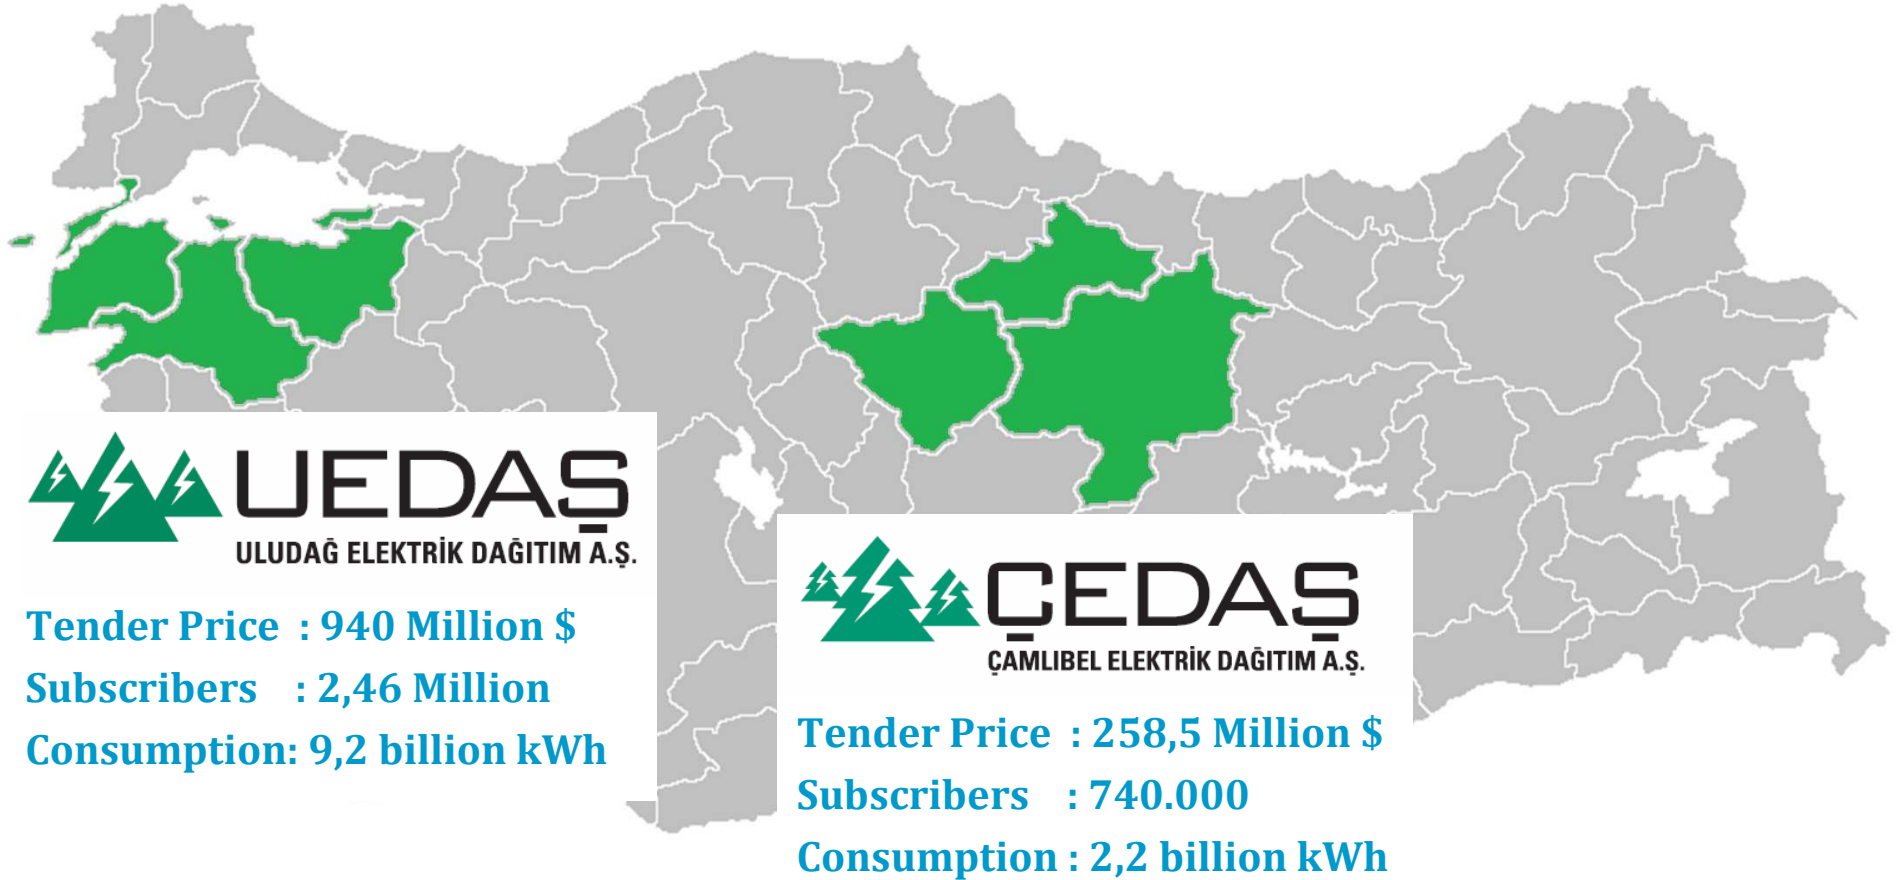 UEDAŞ
ULUDAĞ ELEKTRİK DAĞITIM A.Ş.
Tender Price : 940 Million $
Subscribers : 2,46 Million
Consumption: 9,2 billion kWh
ÇEDAŞ
ÇAMLIBEL ELEKTRİK DAĞITIM A.Ş.
Tender Price : 258,5 Million $
Subscribers : 740.000
Consumption : 2,2 billion kWh